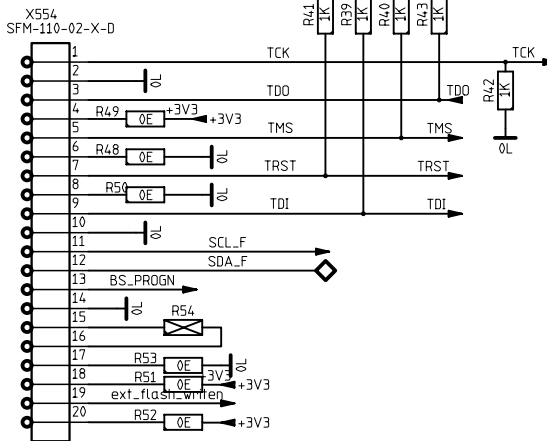 X554
SFM-110-02-X-D
R41 1K R39 1K R40 1K R43 1K
1 TCK TCK
2 0L
3 TDO TDO
R42 1K
0L
4 R49 0E +3V3 +3V3
5 TMS TMS
6 R48 0E 0L
7 TRST TRST
8 R50 0E 0L
9 TDI TDI
10 0L
11 SCL_F
12 SDA_F
13 BS_PROGN
14 0L
15 R54
16
17 R53 0E 0L
18 R51 0E +3V3 +3V3
19 ext_flash_writen
20 R52 0E +3V3